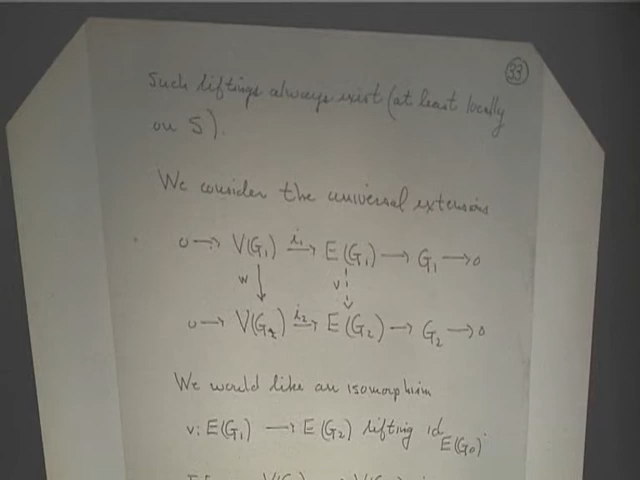 33
Such liftings always exist (at least locally
on S).
We consider the universal extensions
0 → V(G₁) →i₁ E(G₁) → G₁ → 0
w v
0 → V(G₂) →i₂ E(G₂) → G₂ → 0
We would like an isomorphism
v: E(G₁) → E(G₂) lifting id_E(G₀).